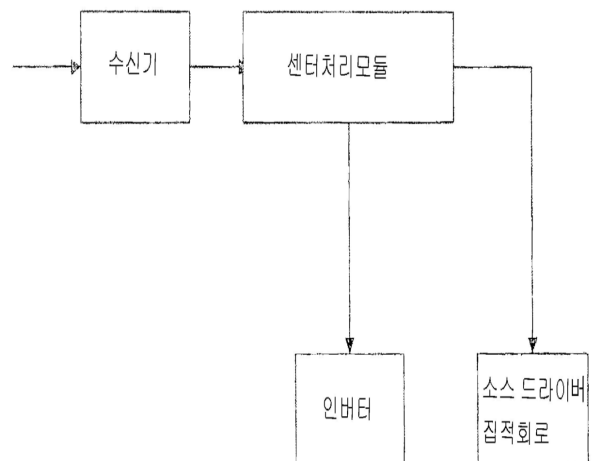 수신기
센터처리모듈
인버터
소스 드라이버
집적회로